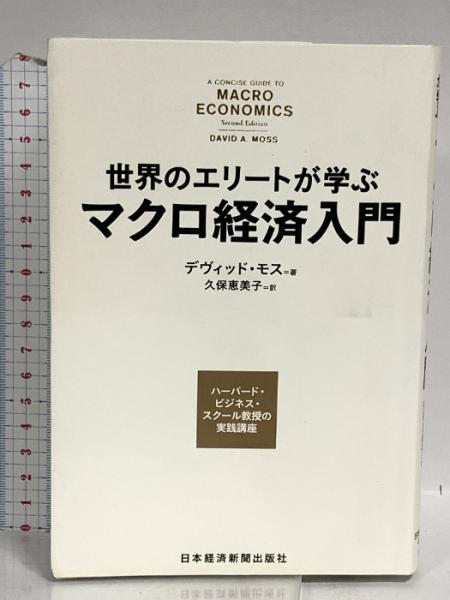 A CONCISE GUIDE TO
MACRO
ECONOMICS
Second Edition
DAVID A. MOSS
世界のエリートが学ぶ
マクロ経済入門
デヴィッド・モス=著
久保恵美子=訳
ハーバード・
ビジネス・
スクール教授の
実践講座
日本経済新聞出版社